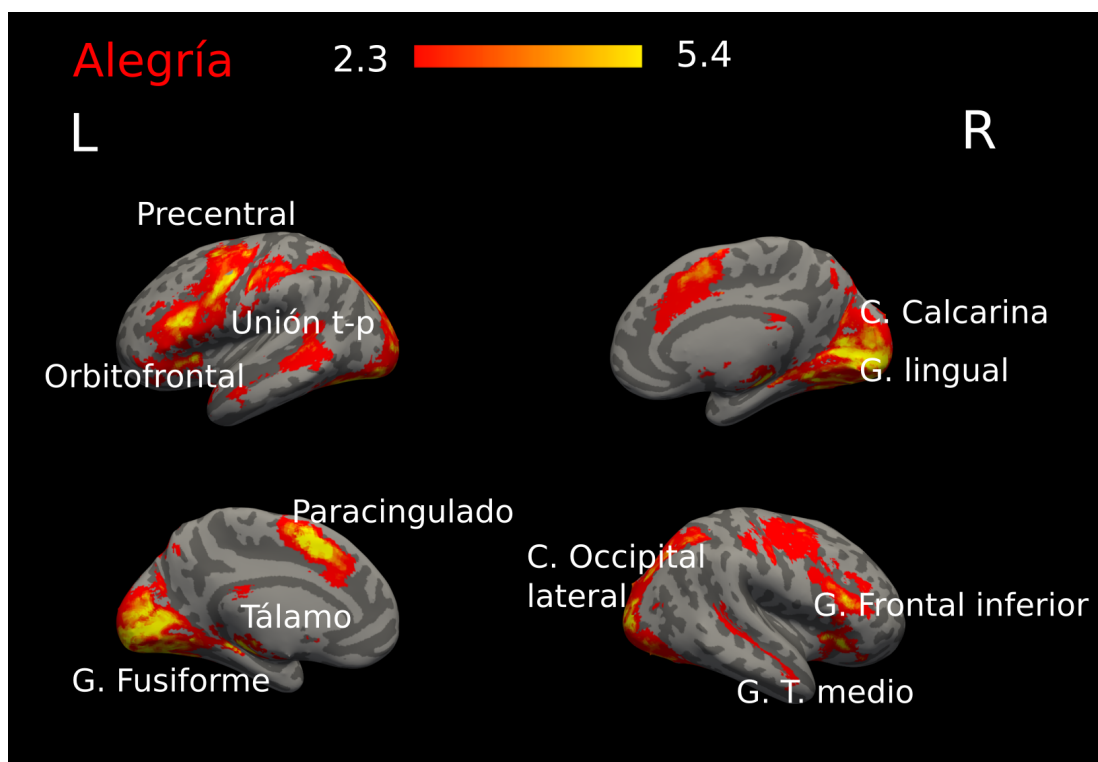 Alegría
2.3
5.4
L
R
Precentral
Unión t-p
Orbitofrontal
C. Calcarina
G. lingual
Paracingulado
Tálamo
G. Fusiforme
C. Occipital
lateral
G. Frontal inferior
G. T. medio